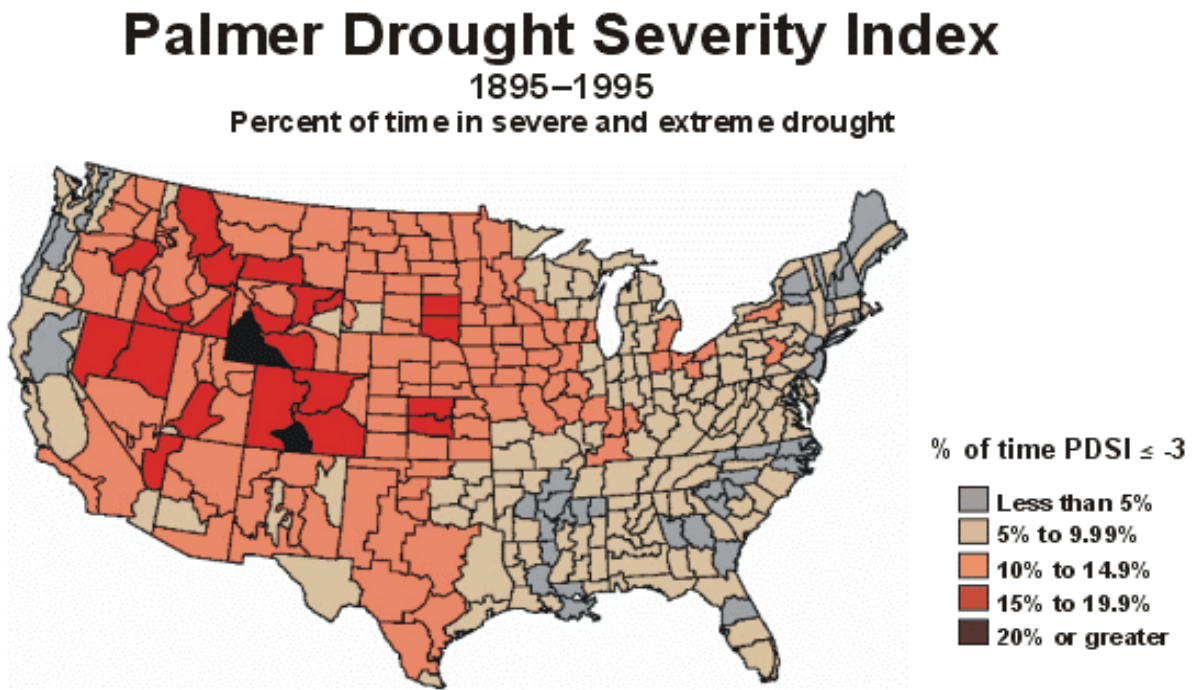 Palmer Drought Severity Index
1895–1995
Percent of time in severe and extreme drought
% of time PDSI ≤ -3
Less than 5%
5% to 9.99%
10% to 14.9%
15% to 19.9%
20% or greater